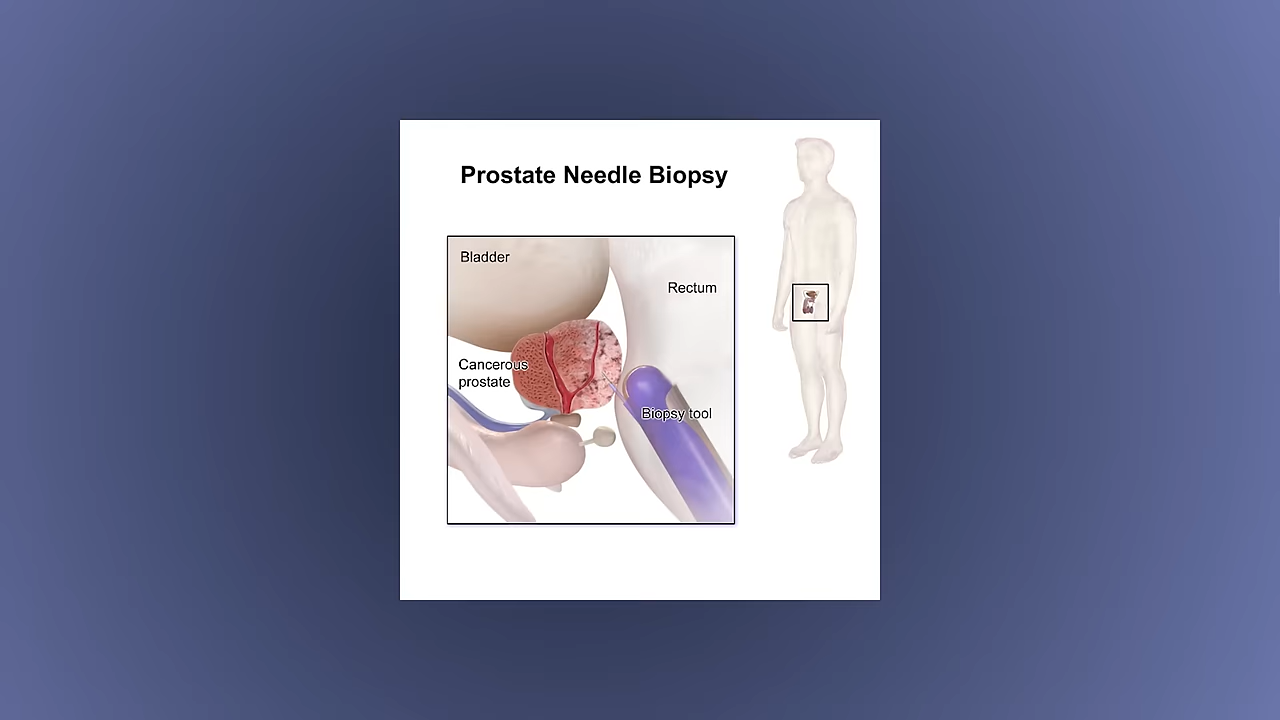 Prostate Needle Biopsy
Bladder
Rectum
Cancerous
prostate
Biopsy tool